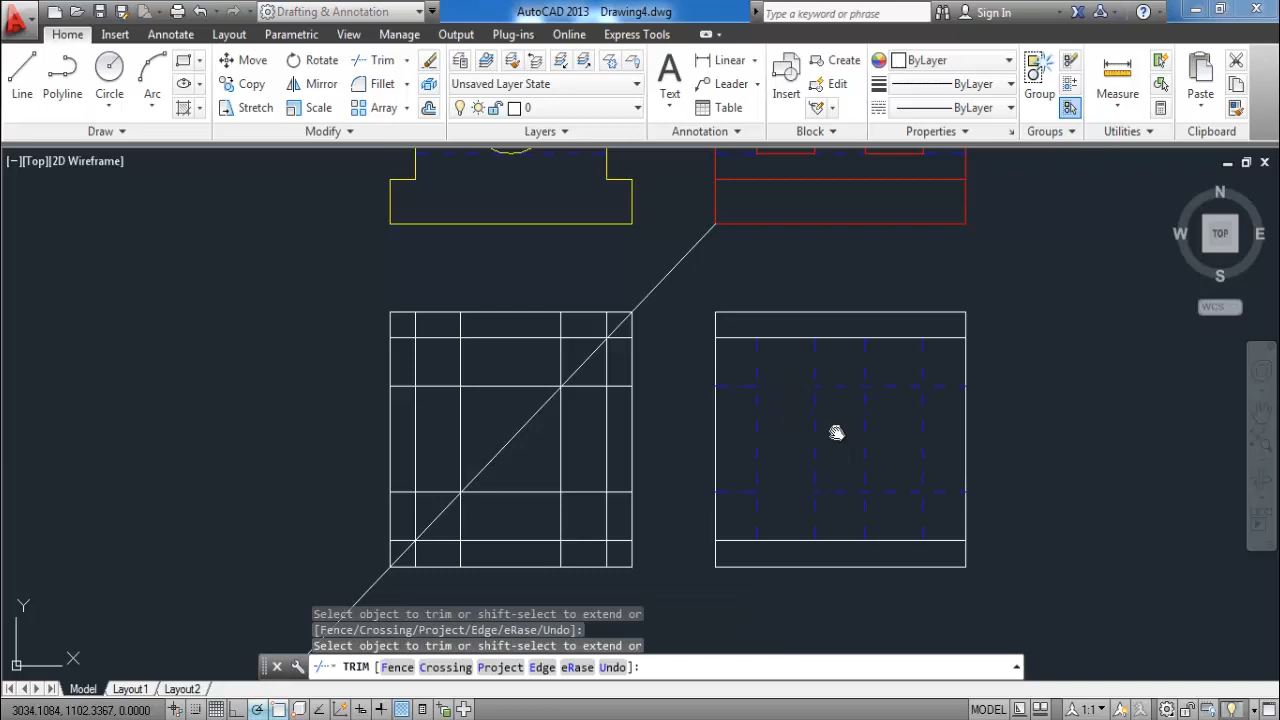 AutoCAD 2013 Drawing4.dwg
Drafting & Annotation
Type a keyword or phrase
Sign In
Home Insert Annotate Layout Parametric View Manage Output Plug-ins Online Express Tools
Line Polyline Circle Arc
Move Rotate Trim
Copy Mirror Fillet
Stretch Scale Array
Unsaved Layer State
0
Text
Linear
Leader
Table
Insert
Create
Edit
ByLayer
ByLayer
ByLayer
Group
Measure
Paste
Draw Modify Layers Annotation Block Properties Groups Utilities Clipboard
[−][Top][2D Wireframe]
N
W TOP E
S
WCS
Select object to trim or shift-select to extend or
[Fence/Crossing/Project/Edge/eRase/Undo]:
Select object to trim or shift-select to extend or
TRIM [Fence Crossing Project Edge eRase Undo]:
Y
X
Model Layout1 Layout2
3034.1084, 1102.3367, 0.0000
MODEL
1:1